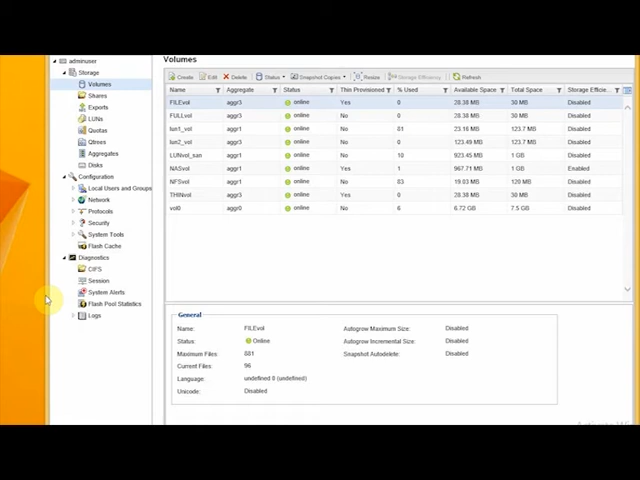 adminuser
Storage
Volumes
Shares
Exports
LUNs
Quotas
Qtrees
Aggregates
Disks
Configuration
Local Users and Groups
Network
Protocols
Security
System Tools
Flash Cache
Diagnostics
CIFS
Session
System Alerts
Flash Pool Statistics
Logs
Volumes
Create Edit Delete Status Snapshot Copies Resize Storage Efficiency Refresh
Name Aggregate Status Thin Provisioned % Used Available Space Total Space Storage Efficie...
FILEvol aggr3 online Yes 0 28.38 MB 30 MB Disabled
FULLvol aggr3 online No 0 28.38 MB 30 MB Disabled
lun1_vol aggr1 online No 81 23.16 MB 123.7 MB Disabled
lun2_vol aggr3 online No 0 123.49 MB 123.7 MB Disabled
LUNvol_san aggr1 online No 10 923.45 MB 1 GB Disabled
NASvol aggr1 online Yes 1 967.71 MB 1 GB Enabled
NFSvol aggr1 online No 83 19.83 MB 120 MB Disabled
THINvol aggr3 online Yes 0 28.38 MB 30 MB Disabled
vol0 aggr0 online No 6 6.72 GB 7.5 GB Disabled
General
Name: FILEvol Autogrow Maximum Size: Disabled
Status: Online Autogrow Incremental Size: Disabled
Maximum Files 881 Snapshot Autodelete: Disabled
Current Files: 96
Language: undefined 8 (undefined)
Unicode: Disabled